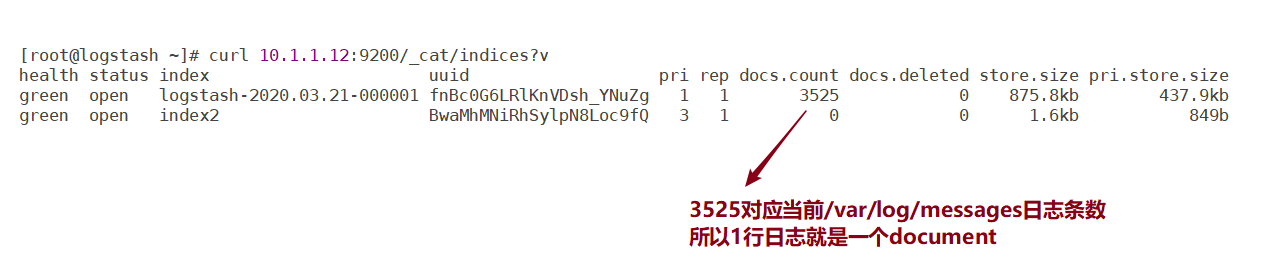 [root@logstash ~]# curl 10.1.1.12:9200/_cat/indices?v
health status index                      uuid                   pri rep docs.count docs.deleted store.size pri.store.size
green  open   logstash-2020.03.21-000001 fnBc0G6LRlKnVDsh_YNuZg   1   1       3525            0    875.8kb        437.9kb
green  open   index2                     BwaMhMNiRhSylpN8Loc9fQ   3   1          0            0      1.6kb           849b
3525对应当前/var/log/messages日志条数
所以1行日志就是一个document